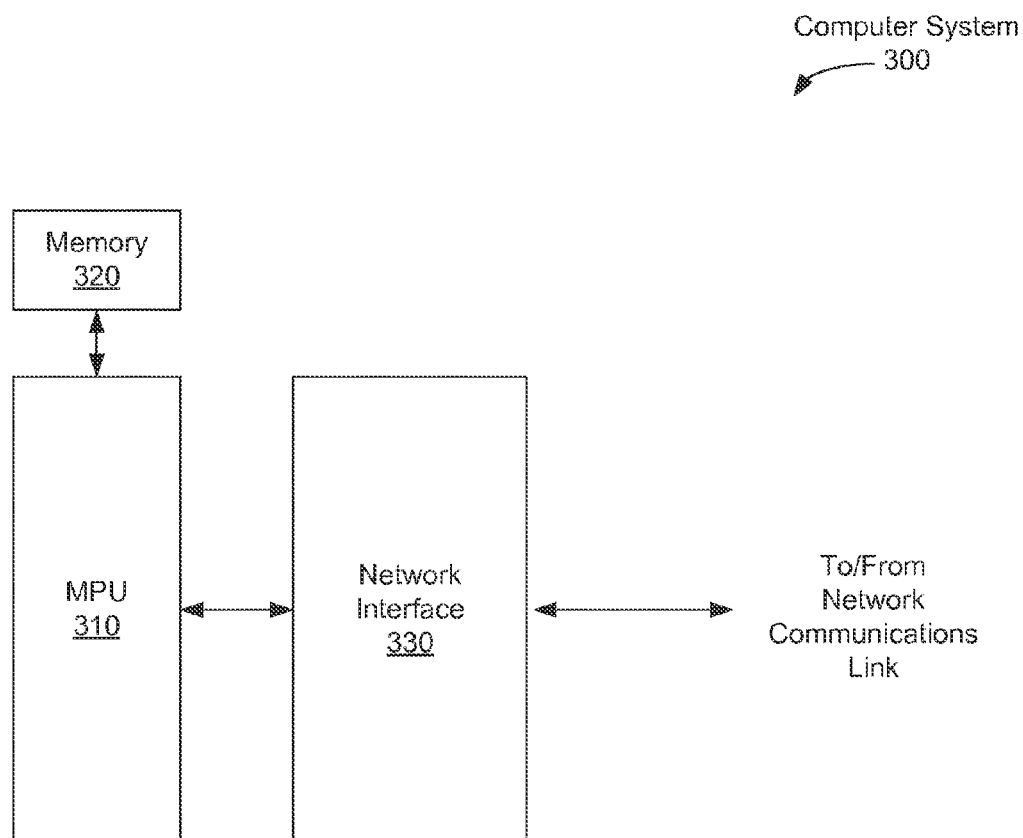 Computer System
300
Memory
320
MPU
310
Network
Interface
330
To/From
Network
Communications
Link